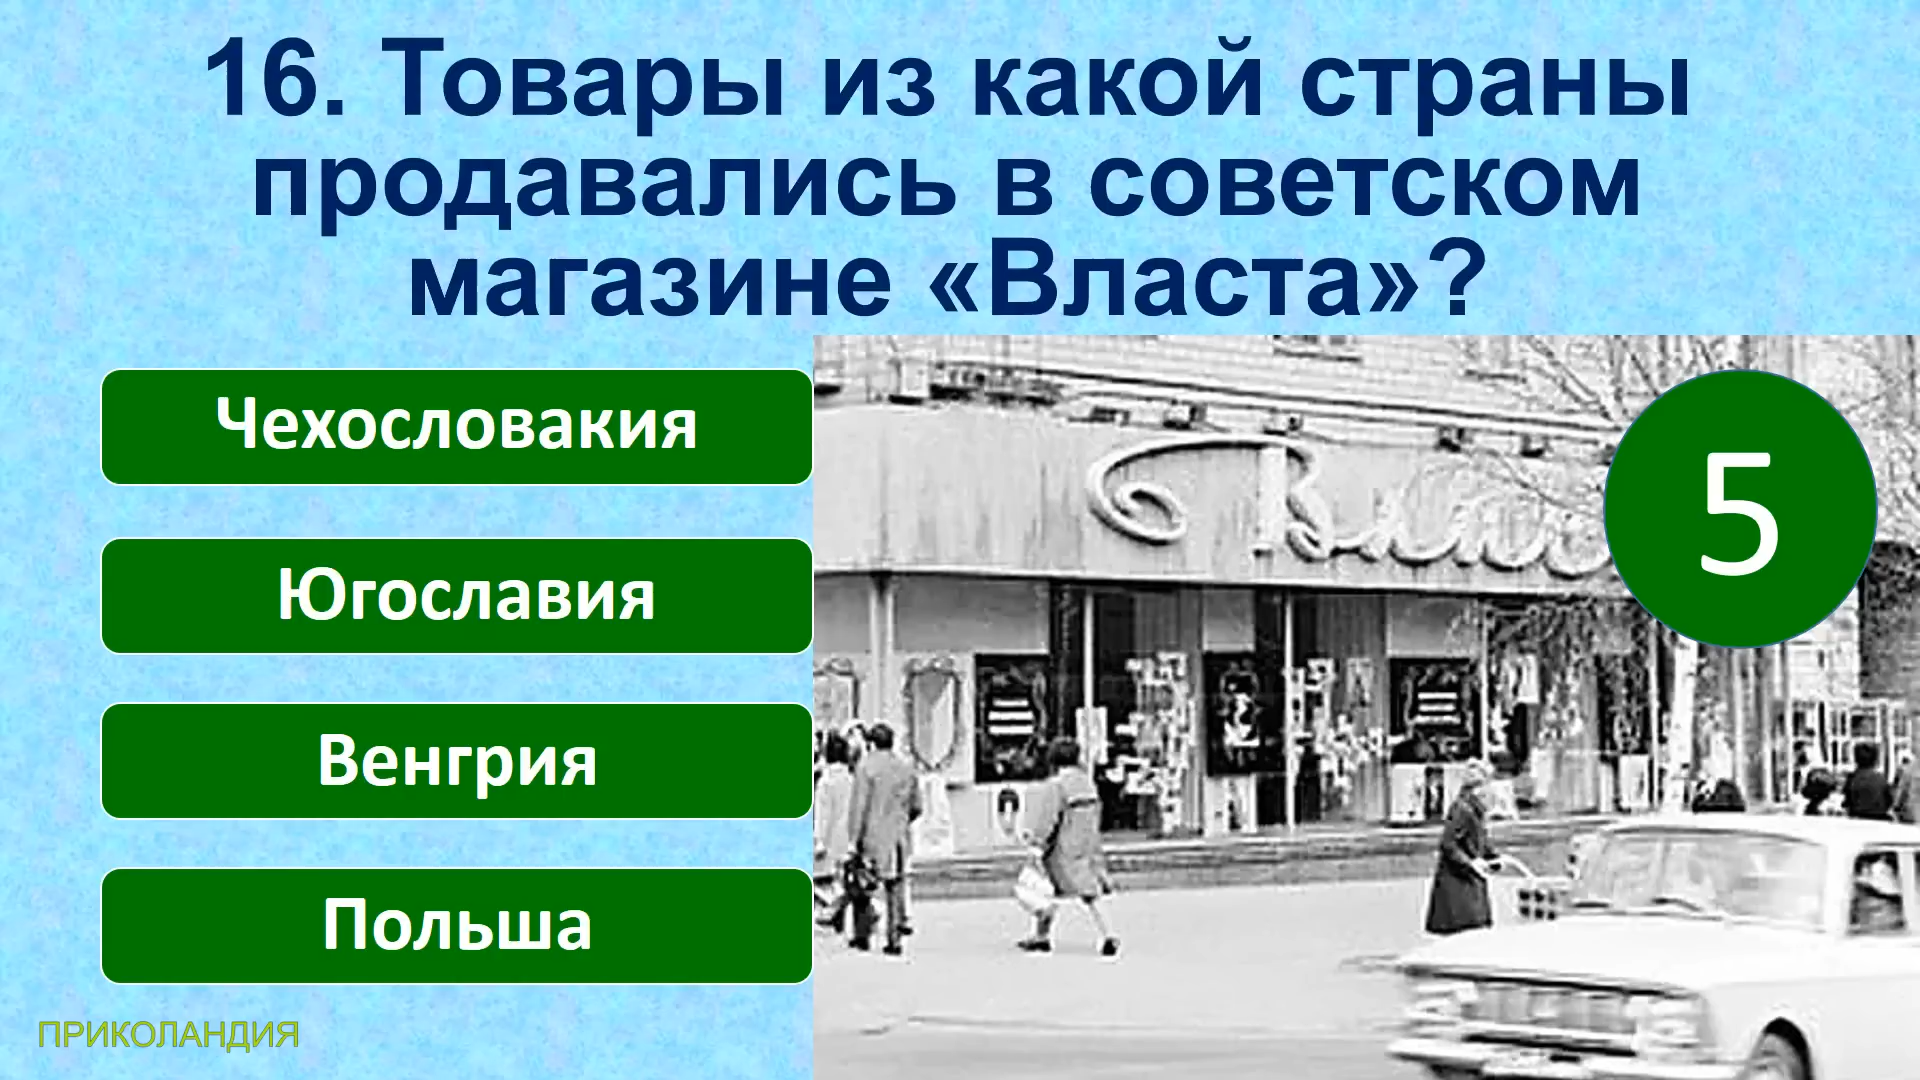 16. Товары из какой страны
продавались в советском
магазине «Власта»?
Чехословакия
Югославия
Венгрия
Польша
5
ПРИКОЛАНДИЯ